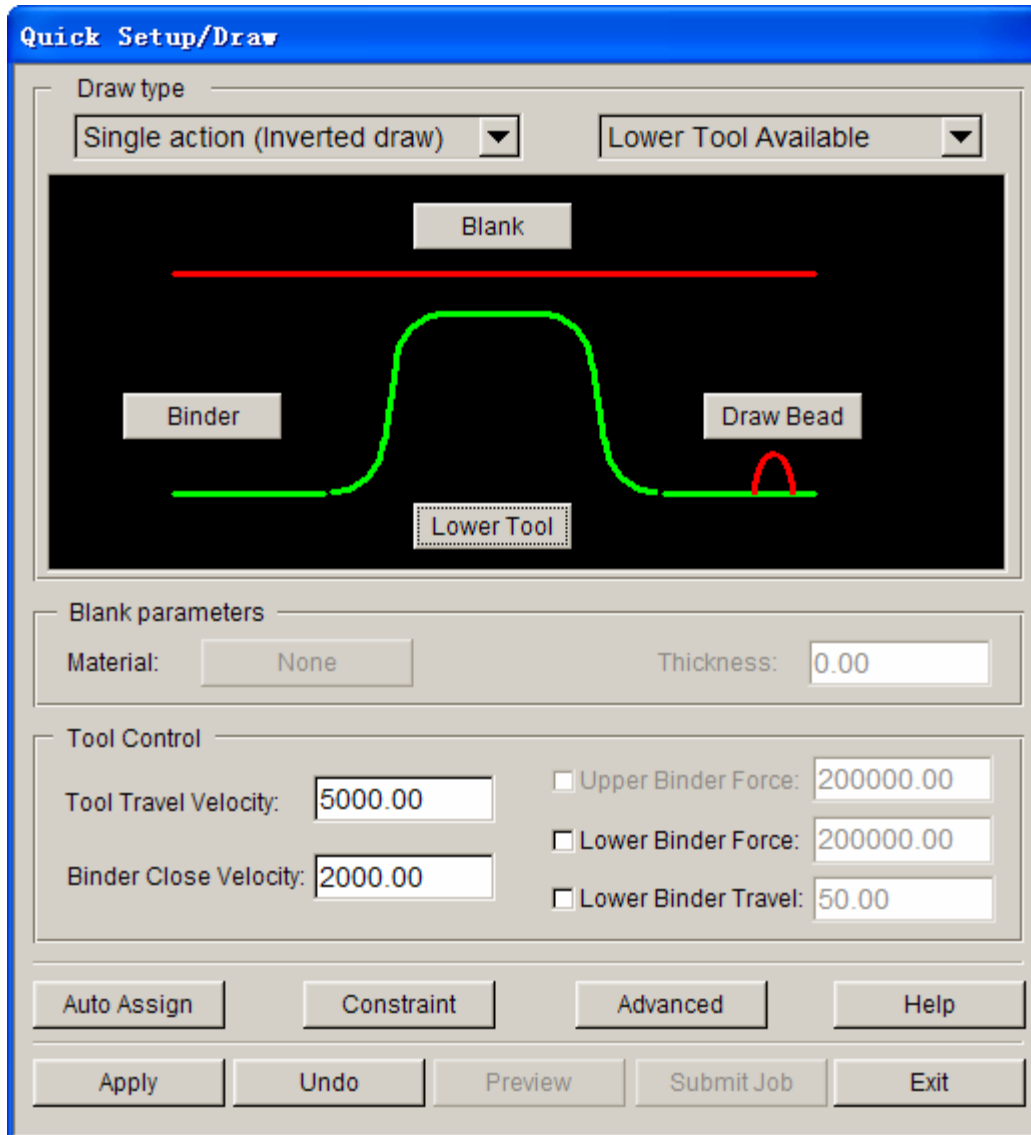 Quick Setup/Draw
Draw type
Single action (Inverted draw)
Lower Tool Available
Blank
Binder
Draw Bead
Lower Tool
Blank parameters
Material:
None
Thickness:
0.00
Tool Control
Tool Travel Velocity:
5000.00
Upper Binder Force:
200000.00
Lower Binder Force:
200000.00
Binder Close Velocity:
2000.00
Lower Binder Travel:
50.00
Auto Assign
Constraint
Advanced
Help
Apply
Undo
Preview
Submit Job
Exit